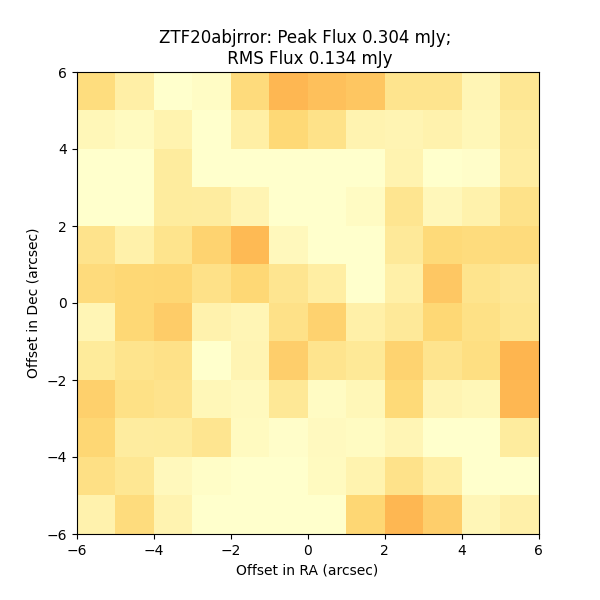 ZTF20abjrror: Peak Flux 0.304 mJy;
RMS Flux 0.134 mJy
6
4
2
0
−2
−4
−6
Offset in Dec (arcsec)
−6 −4 −2 0 2 4 6
Offset in RA (arcsec)